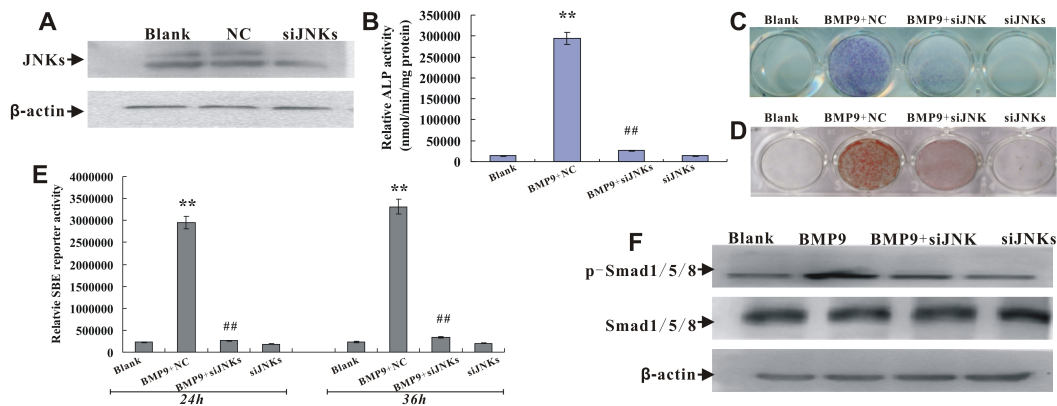 A
Blank NC siJNKs
JNKs
β-actin
B
Relative ALP activity
(nmol/min/mg protein)
350000
300000
250000
200000
150000
100000
50000
0
**
##
Blank BMP9+NC BMP9+siJNKs siJNKs
C
Blank BMP9+NC BMP9+siJNK siJNKs
D
Blank BMP9+NC BMP9+siJNK siJNKs
E
Relatvie SBE reporter activity
4000000
3500000
3000000
2500000
2000000
1500000
1000000
500000
0
** **
## ##
Blank BMP9+NC BMP9+siJNKs siJNKs Blank BMP9+NC BMP9+siJNKs siJNKs
24h 36h
F
Blank BMP9 BMP9+siJNK siJNKs
p-Smad1/5/8
Smad1/5/8
β-actin